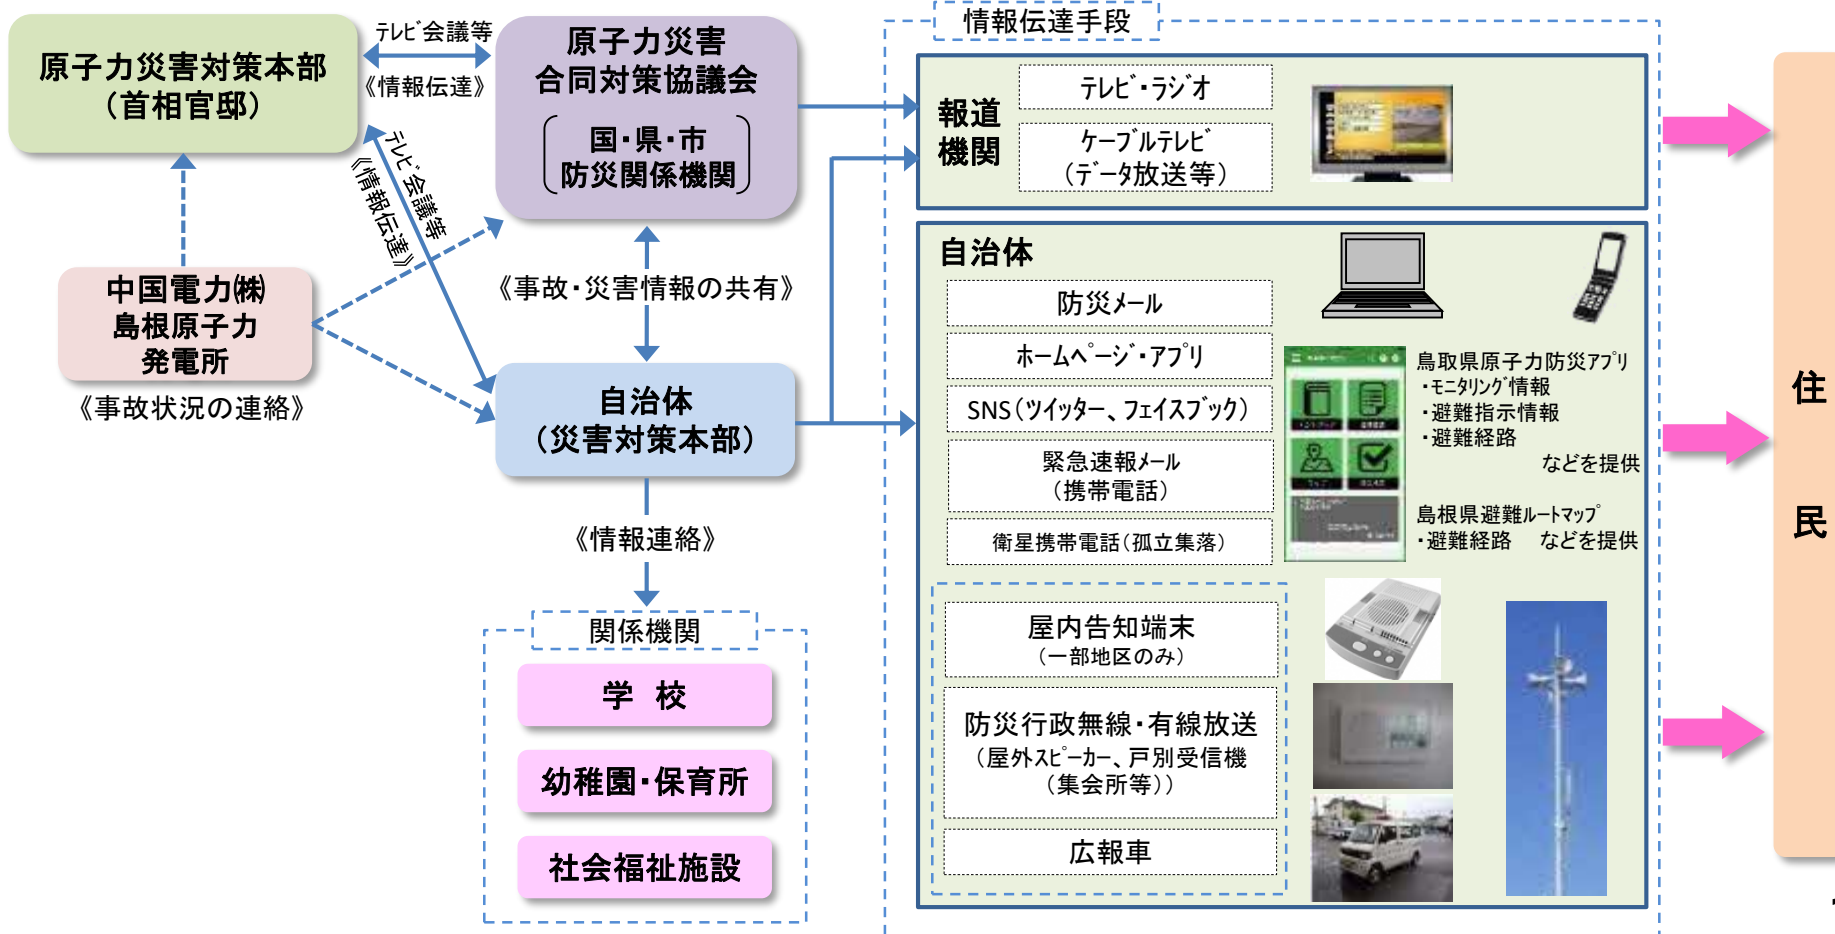 原子力災害対策本部
（首相官邸）
テレビ会議等
《情報伝達》
原子力災害
合同対策協議会
国・県・市
防災関係機関
テレビ会議等
《情報伝達》
中国電力㈱
島根原子力
発電所
《事故状況の連絡》
《事故・災害情報の共有》
自治体
（災害対策本部）
《情報連絡》
関係機関
学　校
幼稚園・保育所
社会福祉施設
情報伝達手段
報道
機関
テレビ・ラジオ
ケーブルテレビ
（データ放送等）
自治体
防災メール
ホームページ・アプリ
SNS（ツイッター、フェイスブック）
緊急速報メール
（携帯電話）
衛星携帯電話（孤立集落）
鳥取県原子力防災アプリ
・モニタリング情報
・避難指示情報
・避難経路
などを提供
島根県避難ルートマップ
・避難経路　などを提供
屋内告知端末
（一部地区のみ）
防災行政無線・有線放送
（屋外スピーカー、戸別受信機
（集会所等））
広報車
住
民